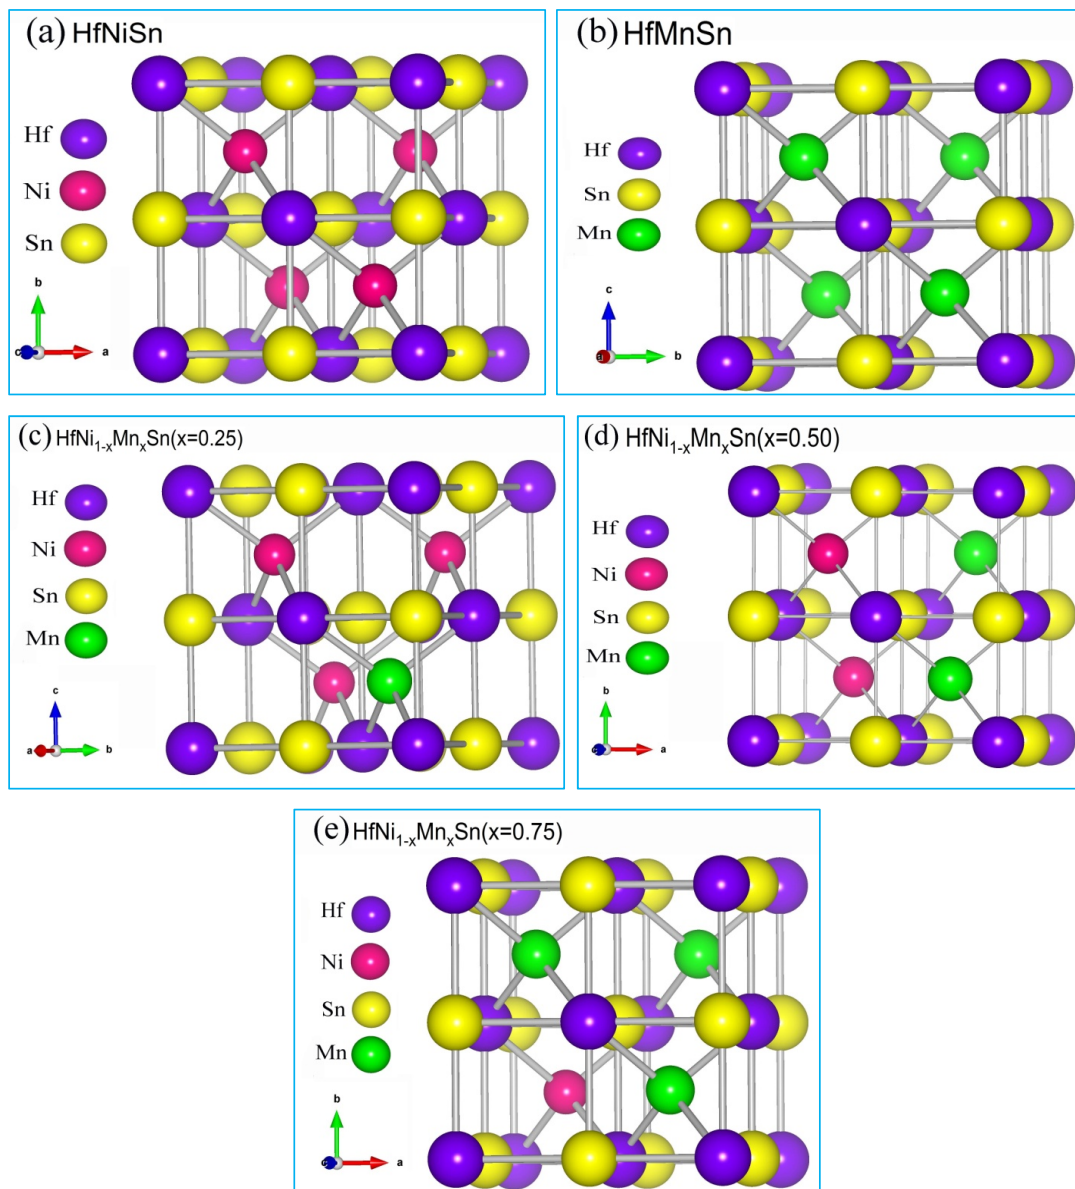 (a) HfNiSn
Hf
Ni
Sn
b
c
a
(b) HfMnSn
Hf
Sn
Mn
c
a
b
(c) HfNi₁₋ₓMnₓSn(x=0.25)
Hf
Ni
Sn
Mn
c
a
b
(d) HfNi₁₋ₓMnₓSn(x=0.50)
Hf
Ni
Sn
Mn
b
c
a
(e) HfNi₁₋ₓMnₓSn(x=0.75)
Hf
Ni
Sn
Mn
b
c
a